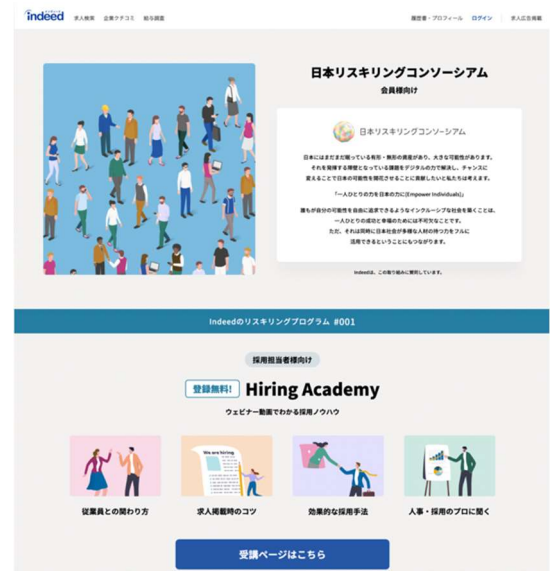 indeed
求人検索 企業クチコミ 給与調査
履歴書・プロフィール ログイン 求人広告掲載
日本リスキリングコンソーシアム
会員様向け
日本リスキリングコンソーシアム
日本にはまだまだ眠っている有形・無形の資産があり、大きな可能性があります。
それを発揮する障壁となっている課題をデジタルの力で解決し、チャンスに
変えることで日本の可能性を開花させることに貢献したいと私たちは考えます。
「一人ひとりの力を日本の力に(Empower Individuals)」
誰もが自分の可能性を自由に追求できるようなインクルーシブな社会を築くことは、
一人ひとりの成功と幸福のためには不可欠なことです。
ただ、それは同時に日本社会が多様な人材の持つ力をフルに
活用できるということにもつながります。
Indeedは、この取り組みに賛同しています。
Indeedのリスキリングプログラム #001
採用担当者様向け
登録無料! Hiring Academy
ウェビナー動画でわかる採用ノウハウ
We are hiring
従業員との関わり方
求人掲載時のコツ
効果的な採用手法
人事・採用のプロに聞く
受講ページはこちら